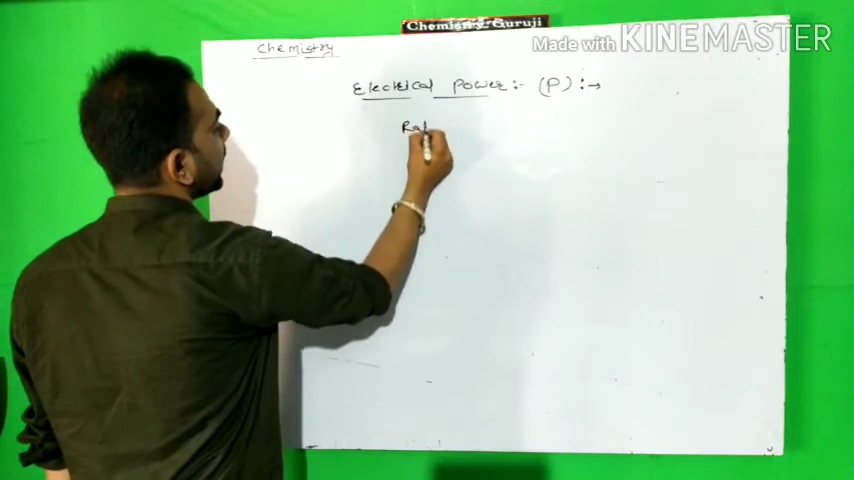 Chemistry Guruji
Made with KINEMASTER
Chemistry
Electrical Power :- (P) :→